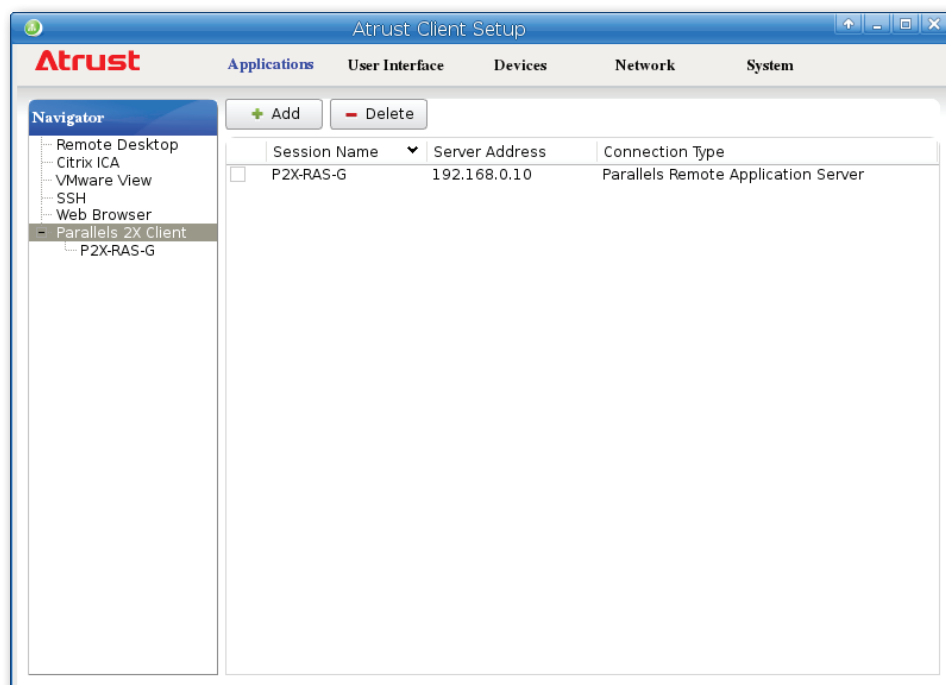 Atrust Client Setup
Atrust
Applications User Interface Devices Network System
Navigator
Remote Desktop
Citrix ICA
VMware View
SSH
Web Browser
Parallels 2X Client
P2X-RAS-G
Add Delete
Session Name Server Address Connection Type
P2X-RAS-G 192.168.0.10 Parallels Remote Application Server